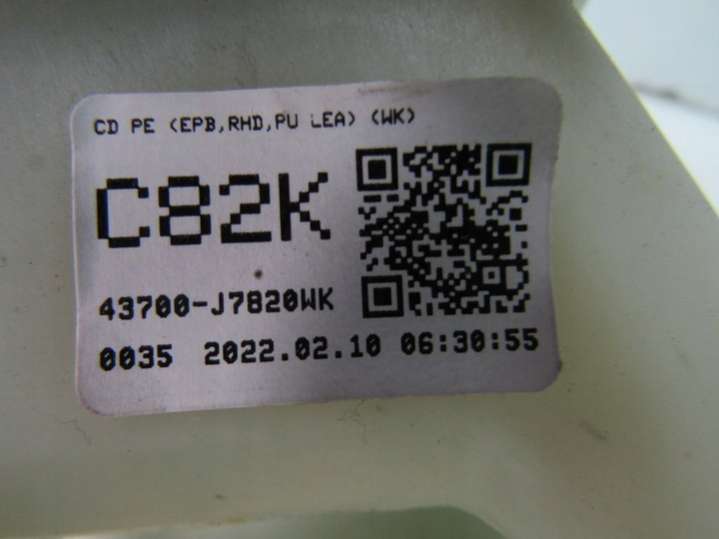 CD PE (EPB,RHD,PU LEA) (WK)
C82K
43700-J7820WK
0035 2022.02.10 06:30:55